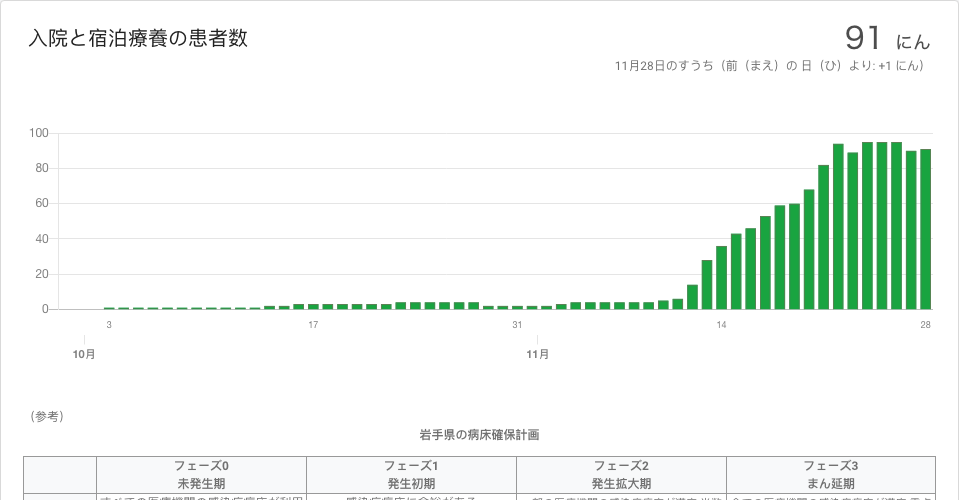 入院と宿泊療養の患者数
91 にん
11月28日のすうち（前（まえ）の 日（ひ）より: +1 にん）
100
80
60
40
20
0
3 17 31 14 28
10月 11月
（参考）
岩手県の病床確保計画
フェーズ0 フェーズ1 フェーズ2 フェーズ3
未発生期 発生初期 発生拡大期 まん延期